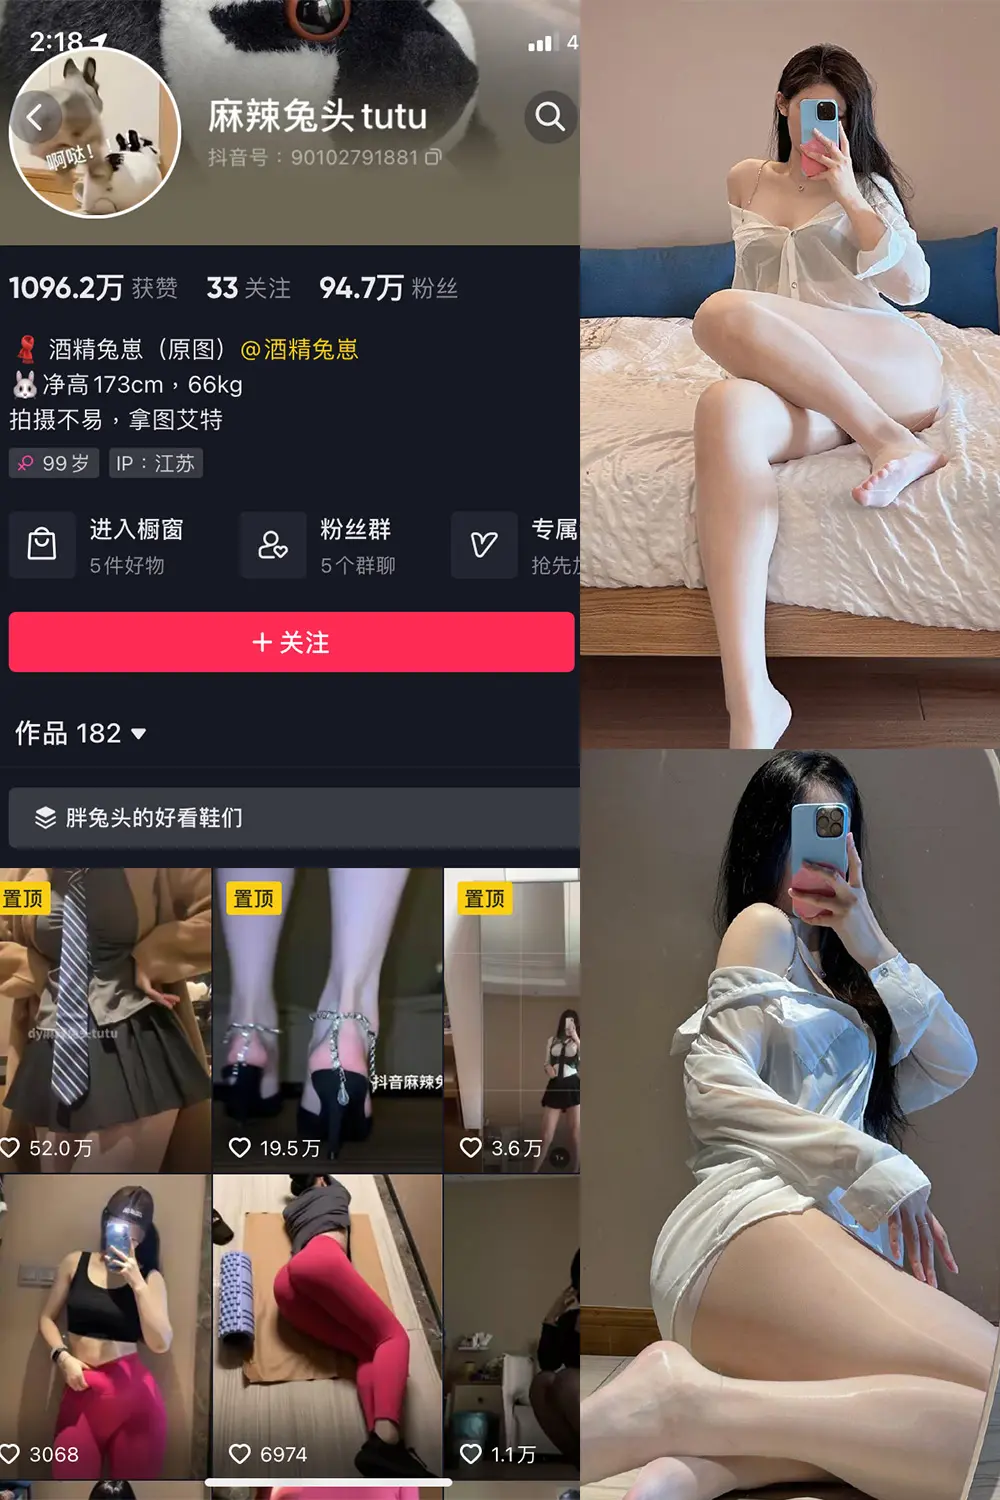 2:18
4
啊哒！！
麻辣兔头tutu
抖音号：90102791881
1096.2万 获赞 33 关注 94.7万 粉丝
酒精兔崽（原图）@酒精兔崽
净高173cm，66kg
拍摄不易，拿图艾特
99岁 IP：江苏
进入橱窗 粉丝群 专属
5件好物 5个群聊 抢先
+ 关注
作品 182
胖兔头的好看鞋们
置顶 置顶 置顶
抖音麻辣
52.0万 19.5万 3.6万
3068 6974 1.1万